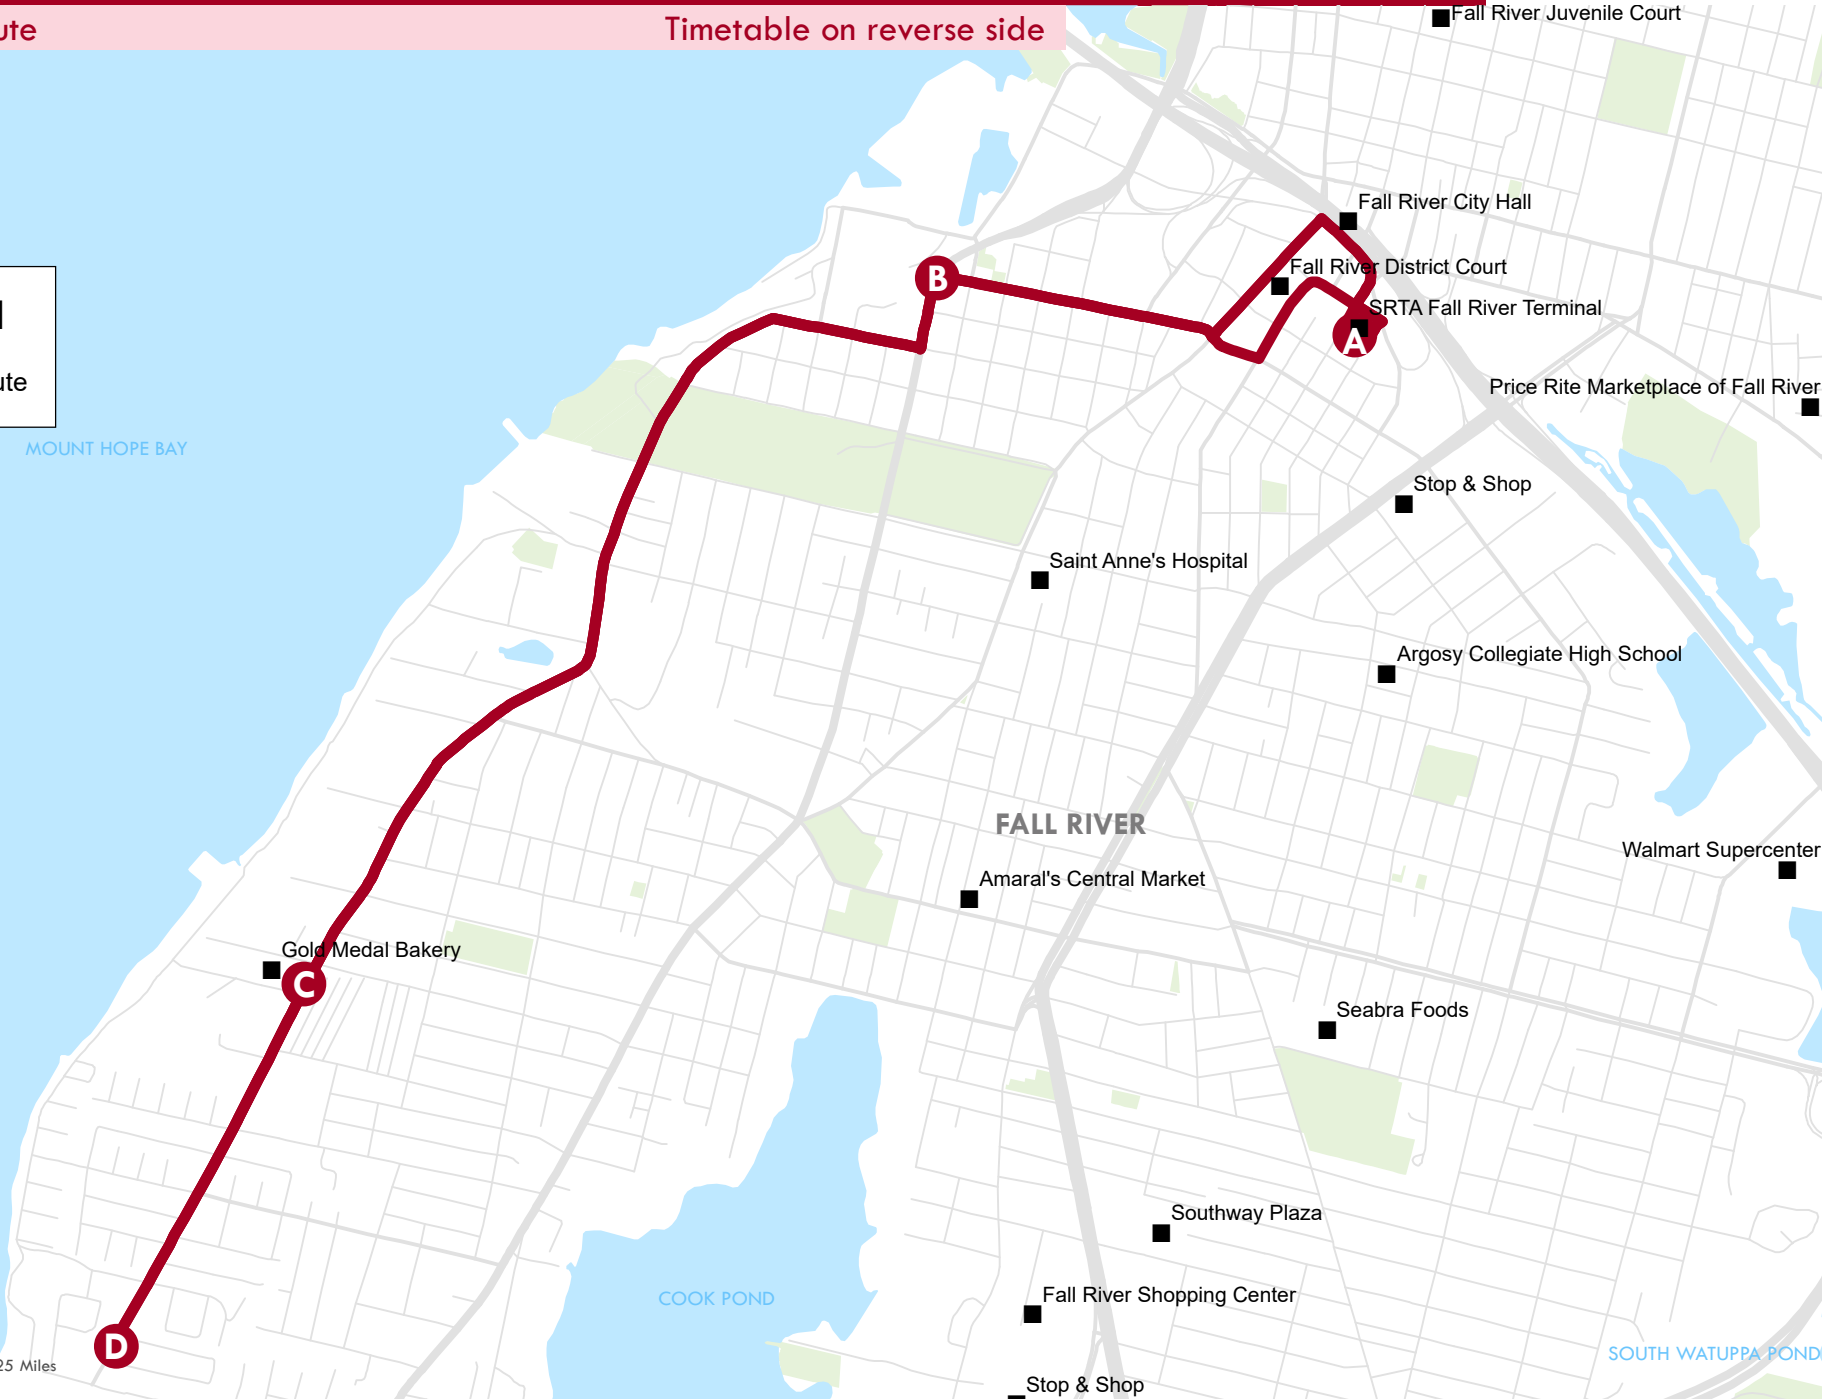 Fall River Juvenile Court
Timetable on reverse side
Fall River City Hall
Fall River District Court
B
SRTA Fall River Terminal
A
Price Rite Marketplace of Fall River
MOUNT HOPE BAY
Stop & Shop
Saint Anne's Hospital
Argosy Collegiate High School
FALL RIVER
Walmart Supercenter
Amaral's Central Market
Gold Medal Bakery
C
Seabra Foods
Southway Plaza
COOK POND
Fall River Shopping Center
D
SOUTH WATUPPA POND
25 Miles
Stop & Shop